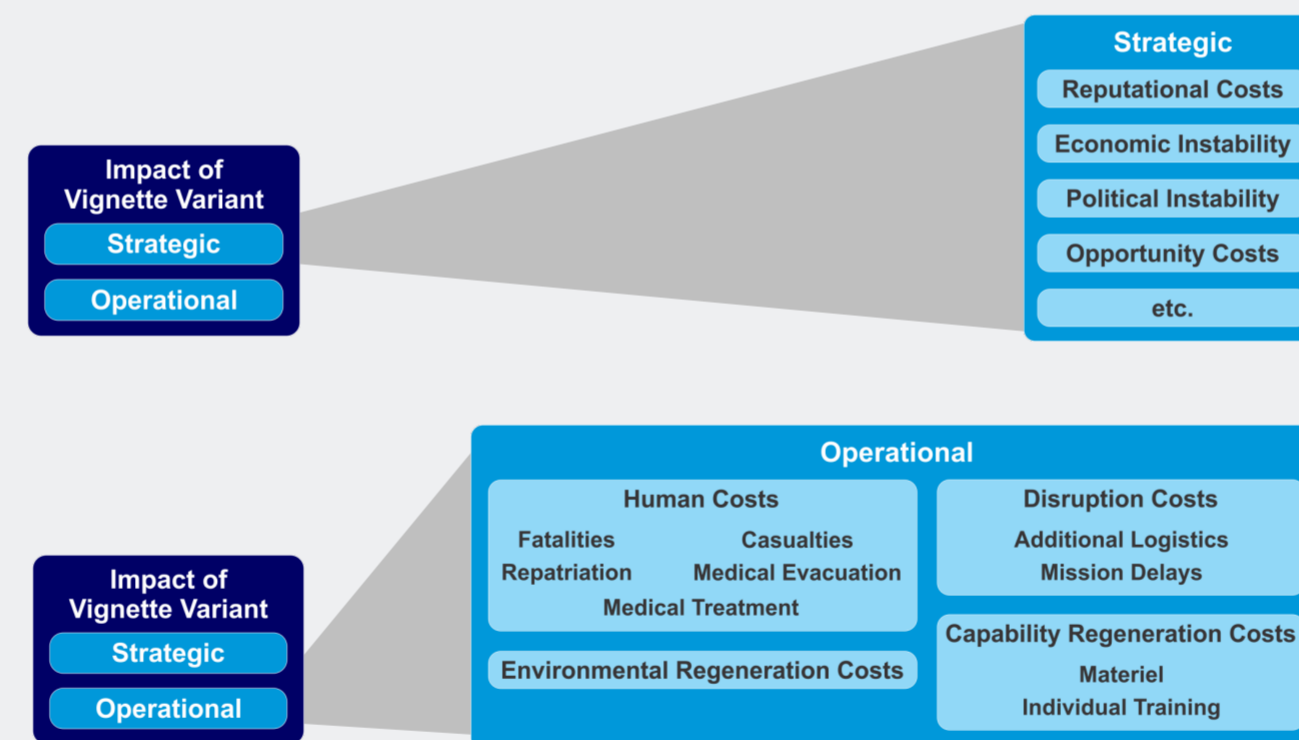 Impact of
Vignette Variant
Strategic
Operational
Strategic
Reputational Costs
Economic Instability
Political Instability
Opportunity Costs
etc.
Impact of
Vignette Variant
Strategic
Operational
Operational
Human Costs
Fatalities Casualties
Repatriation Medical Evacuation
Medical Treatment
Environmental Regeneration Costs
Disruption Costs
Additional Logistics
Mission Delays
Capability Regeneration Costs
Materiel
Individual Training